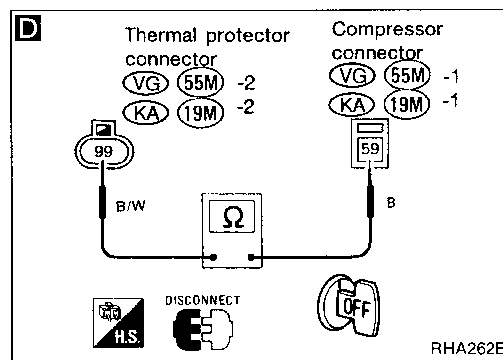 D
Thermal protector
connector
VG 55M -2
KA 19M -2
Compressor
connector
VG 55M -1
KA 19M -1
99
59
B/W
B
Ω
H.S.
DISCONNECT
OFF
RHA262E